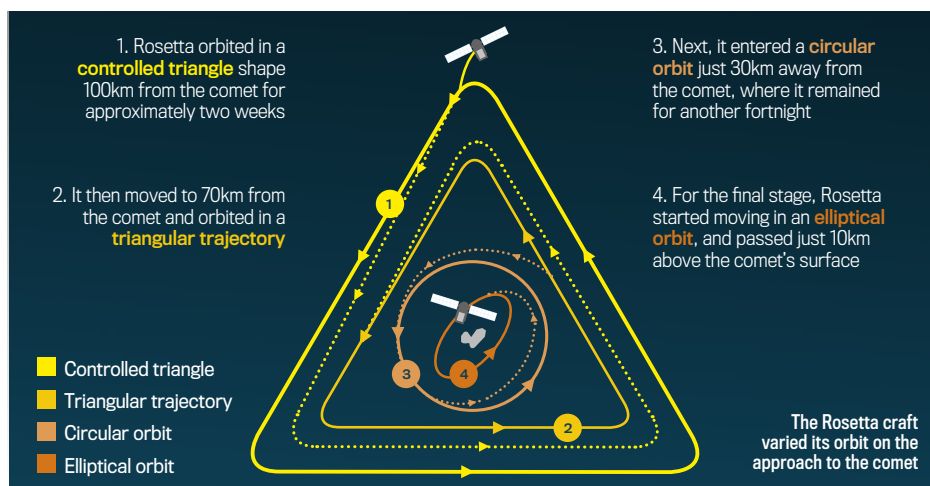 1. Rosetta orbited in a
controlled triangle shape
100km from the comet for
approximately two weeks
2. It then moved to 70km from
the comet and orbited in a
triangular trajectory
3. Next, it entered a circular
orbit just 30km away from
the comet, where it remained
for another fortnight
4. For the final stage, Rosetta
started moving in an elliptical
orbit, and passed just 10km
above the comet's surface
1
2
3
4
Controlled triangle
Triangular trajectory
Circular orbit
Elliptical orbit
The Rosetta craft
varied its orbit on the
approach to the comet